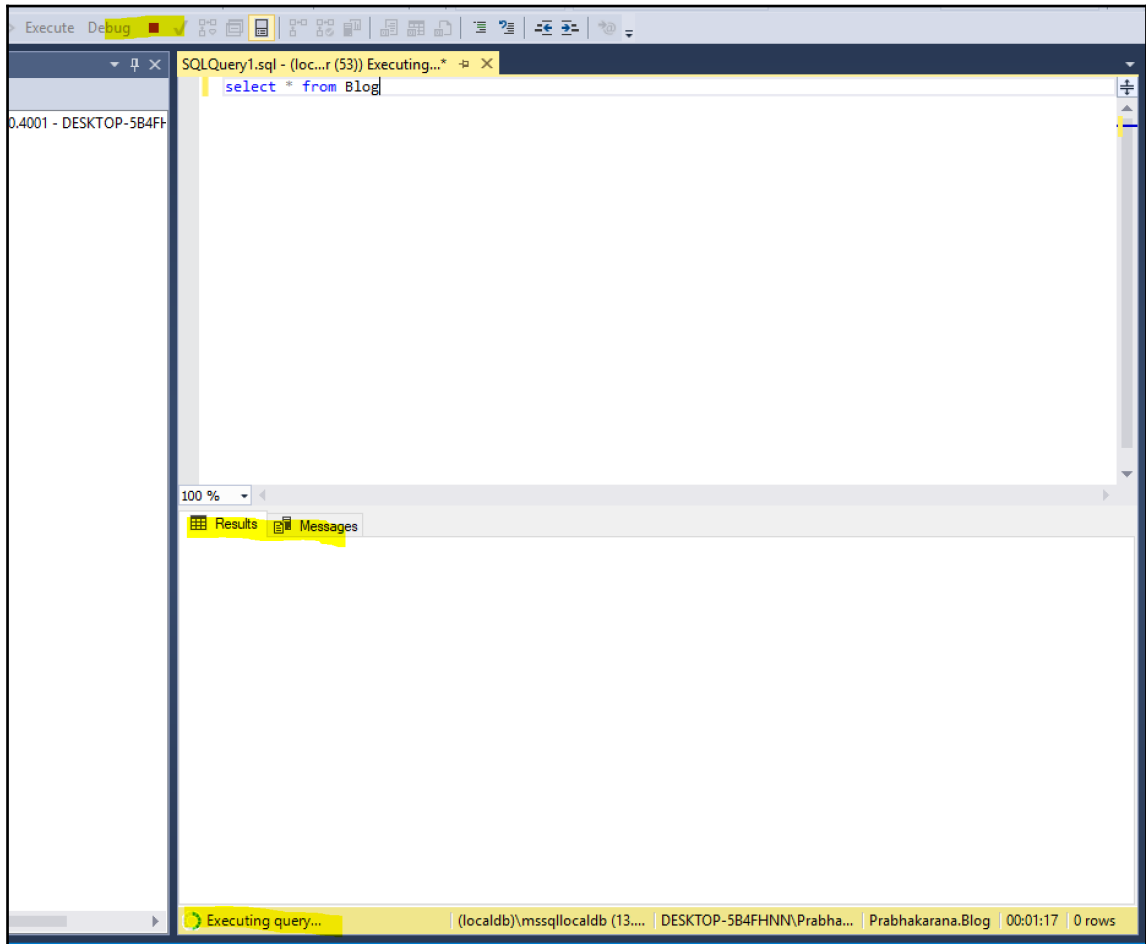 Execute Debug
SQLQuery1.sql - (loc...r (53)) Executing...*
select * from Blog
0.4001 - DESKTOP-5B4FH
100 %
Results Messages
Executing query... (localdb)\mssqllocaldb (13.... DESKTOP-5B4FHNN\Prabha... Prabhakarana.Blog 00:01:17 0 rows